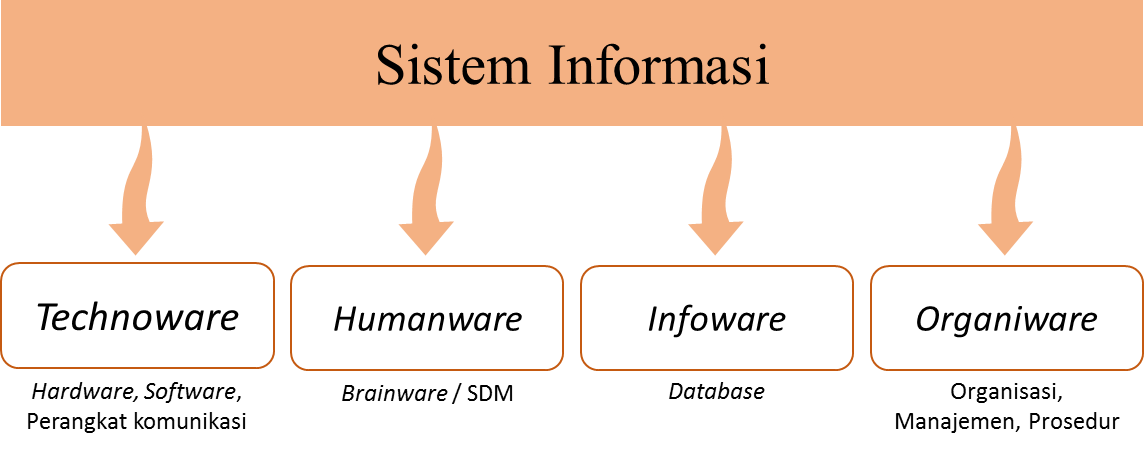 Sistem Informasi
Technoware
Humanware
Infoware
Organiware
Hardware, Software,
Perangkat komunikasi
Brainware / SDM
Database
Organisasi,
Manajemen, Prosedur